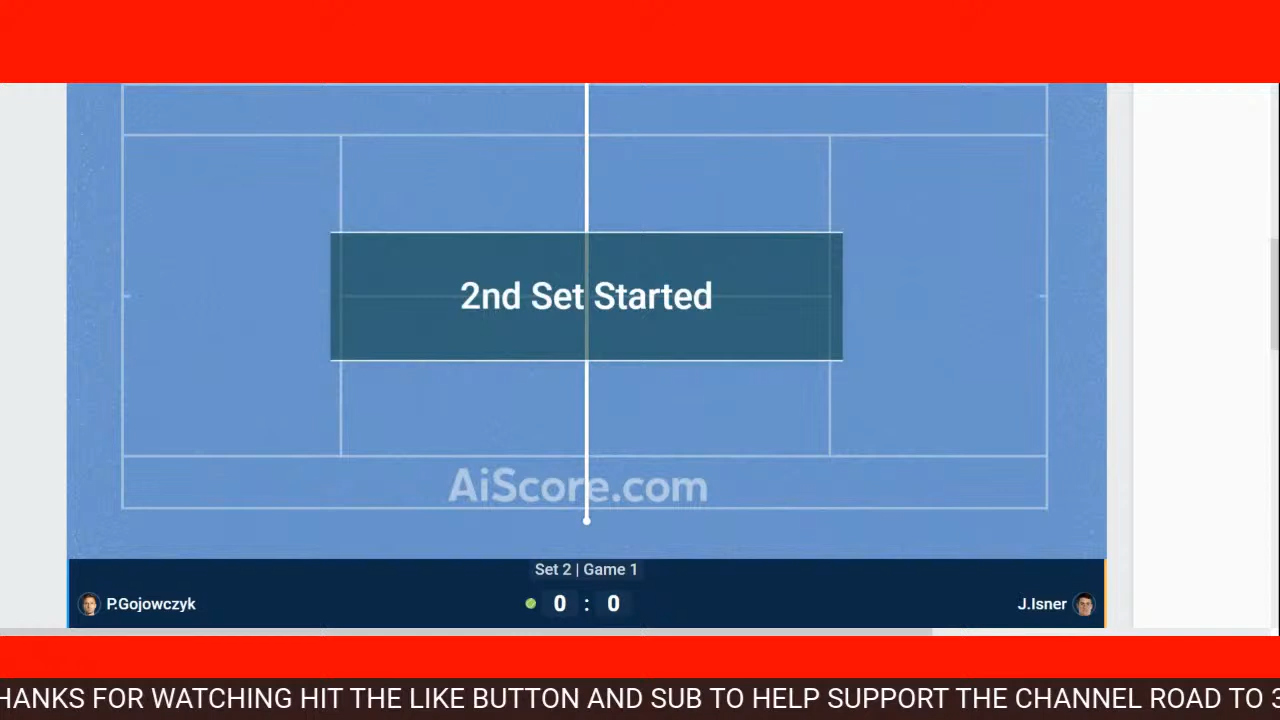 2nd Set Started
AiScore.com
Set 2 | Game 1
P.Gojowczyk
0 : 0
J.Isner
HANKS FOR WATCHING HIT THE LIKE BUTTON AND SUB TO HELP SUPPORT THE CHANNEL ROAD TO